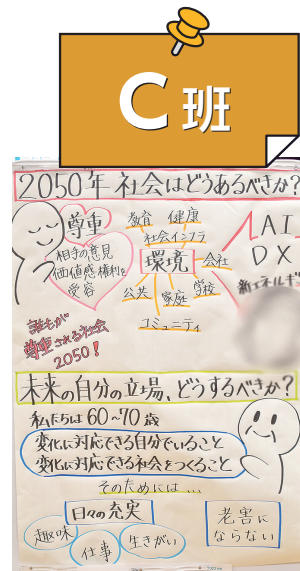 C班
2050年 社会はどうあるべきか?
尊重
相手の意見
価値感 権利を
受容
教育 健康
社会インフラ
環境 会社
公共 家庭 学校
コミュニティ
AI
DX
新エネルギー
誰もが
尊重される社会
2050!
未来の自分の立場、どうするべきか?
私たちは60〜70歳
変化に対応できる自分でいること
変化に対応できる社会をつくること
そのためには...
日々の充実
趣味 仕事 生きがい
老害に
ならない